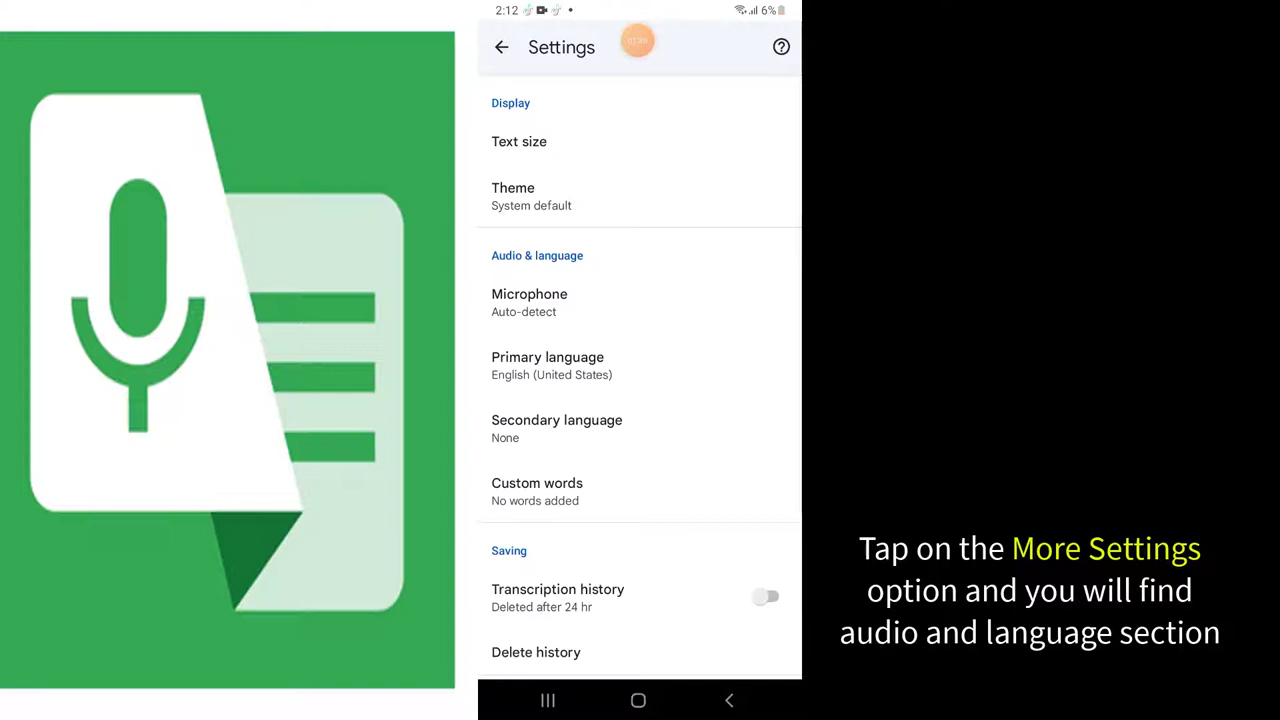 2:12
6%
Settings
Display
Text size
Theme
System default
Audio & language
Microphone
Auto-detect
Primary language
English (United States)
Secondary language
None
Custom words
No words added
Saving
Transcription history
Deleted after 24 hr
Delete history
Tap on the More Settings
option and you will find
audio and language section